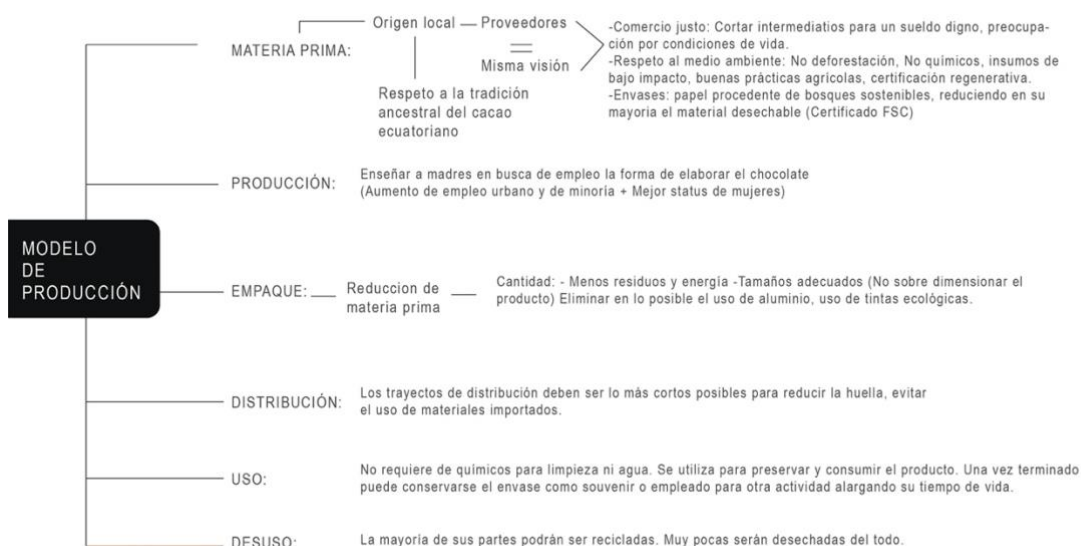 MODELO
DE
PRODUCCIÓN
MATERIA PRIMA:
Origen local
Proveedores
=
Misma visión
Respeto a la tradición
ancestral del cacao
ecuatoriano
-Comercio justo: Cortar intermediatios para un sueldo digno, preocupa-
ción por condiciones de vida.
-Respeto al medio ambiente: No deforestación, No químicos, insumos de
bajo impacto, buenas prácticas agrícolas, certificación regenerativa.
-Envases: papel procedente de bosques sostenibles, reduciendo en su
mayoria el material desechable (Certificado FSC)
PRODUCCIÓN:
Enseñar a madres en busca de empleo la forma de elaborar el chocolate
(Aumento de empleo urbano y de minoría + Mejor status de mujeres)
EMPAQUE:
Reduccion de
materia prima
Cantidad: - Menos residuos y energía -Tamaños adecuados (No sobre dimensionar el
producto) Eliminar en lo posible el uso de aluminio, uso de tintas ecológicas.
DISTRIBUCIÓN:
Los trayectos de distribución deben ser lo más cortos posibles para reducir la huella, evitar
el uso de materiales importados.
USO:
No requiere de químicos para limpieza ni agua. Se utiliza para preservar y consumir el producto. Una vez terminado
puede conservarse el envase como souvenir o empleado para otra actividad alargando su tiempo de vida.
DESUSO:
La mayoría de sus partes podrán ser recicladas. Muy pocas serán desechadas del todo.